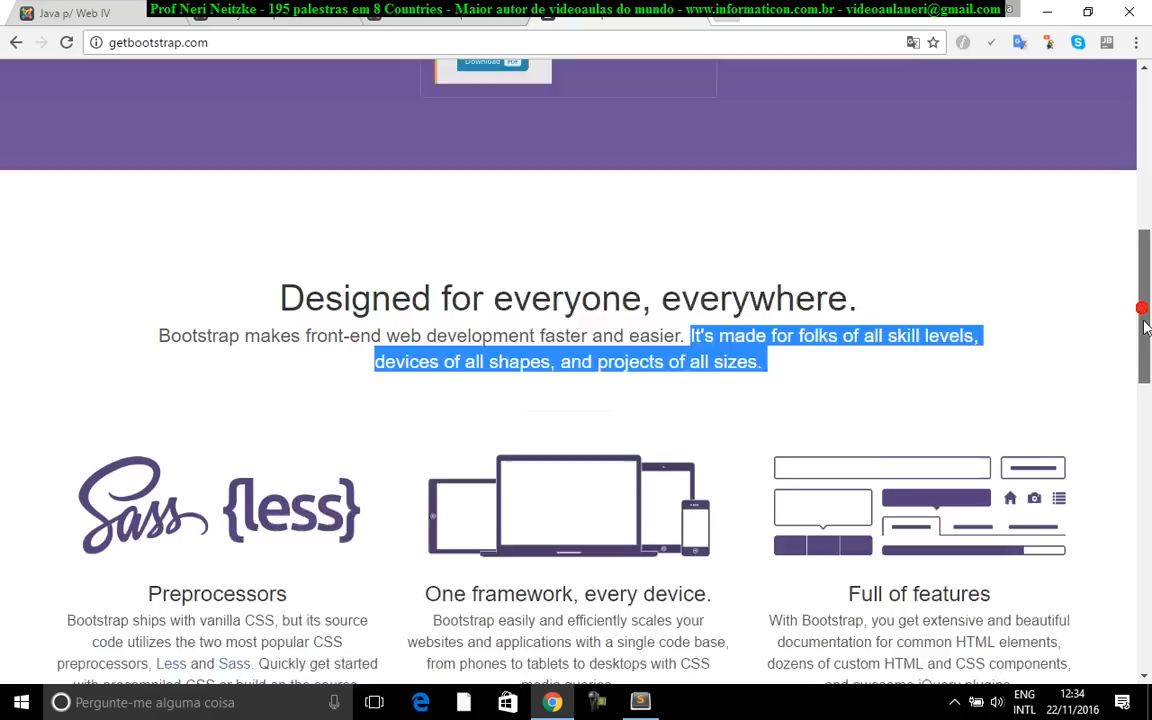 Java p/ Web IV
Prof Neri Neitzke - 195 palestras em 8 Countries - Maior autor de videoaulas do mundo - www.informaticon.com.br - videoaulaneri@gmail.com
getbootstrap.com
Download PDF
Designed for everyone, everywhere.
Bootstrap makes front-end web development faster and easier. It's made for folks of all skill levels,
devices of all shapes, and projects of all sizes.
Sass {less}
Preprocessors
Bootstrap ships with vanilla CSS, but its source
code utilizes the two most popular CSS
preprocessors, Less and Sass. Quickly get started
with precompiled CSS or build on the source
One framework, every device.
Bootstrap easily and efficiently scales your
websites and applications with a single code base,
from phones to tablets to desktops with CSS
media queries.
Full of features
With Bootstrap, you get extensive and beautiful
documentation for common HTML elements,
dozens of custom HTML and CSS components,
and awesome jQuery plugins.
Pergunte-me alguma coisa
ENG 12:34
INTL 22/11/2016